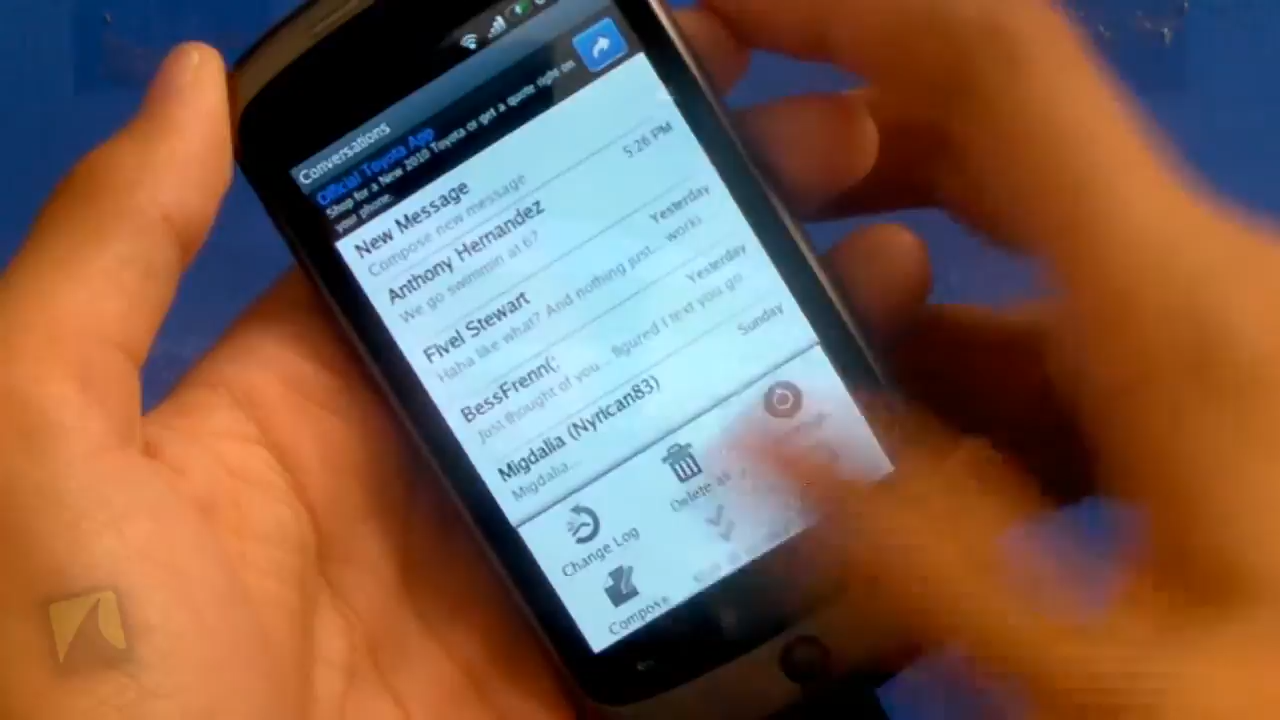 Conversations
Official Toyota App
Shop for a New 2010 Toyota or get a quote right on
your phone.
New Message
Compose new message
5:26 PM
Anthony Hernandez
We go swimmin at 6?
Yesterday
Fivel Stewart
Haha like what? And nothing just... worki
Yesterday
BessFrenn(:
Just thought of you... figured I text you go
Sunday
Migdalia (Nyrican83)
Migdalia...
Change Log
Delete
Compose